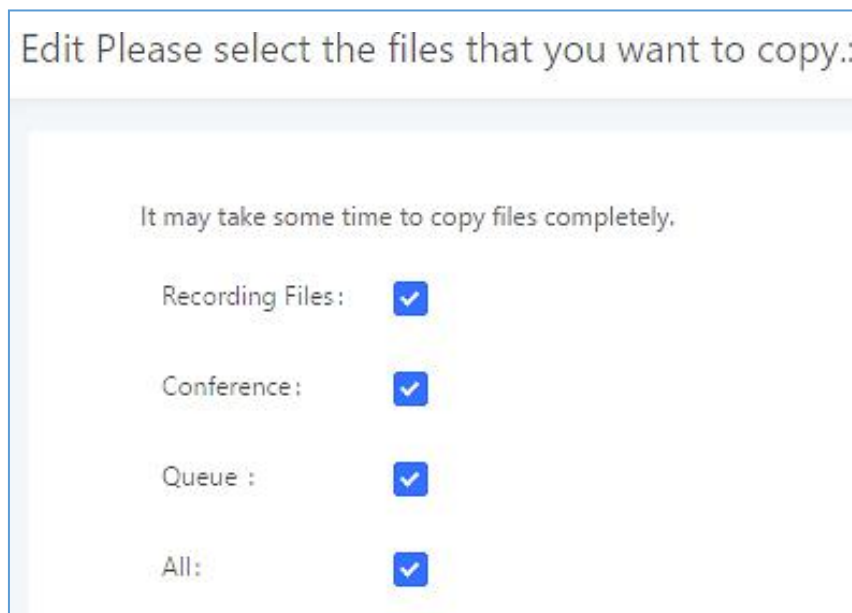 Edit Please select the files that you want to copy.:
It may take some time to copy files completely.
Recording Files:
Conference:
Queue :
All: